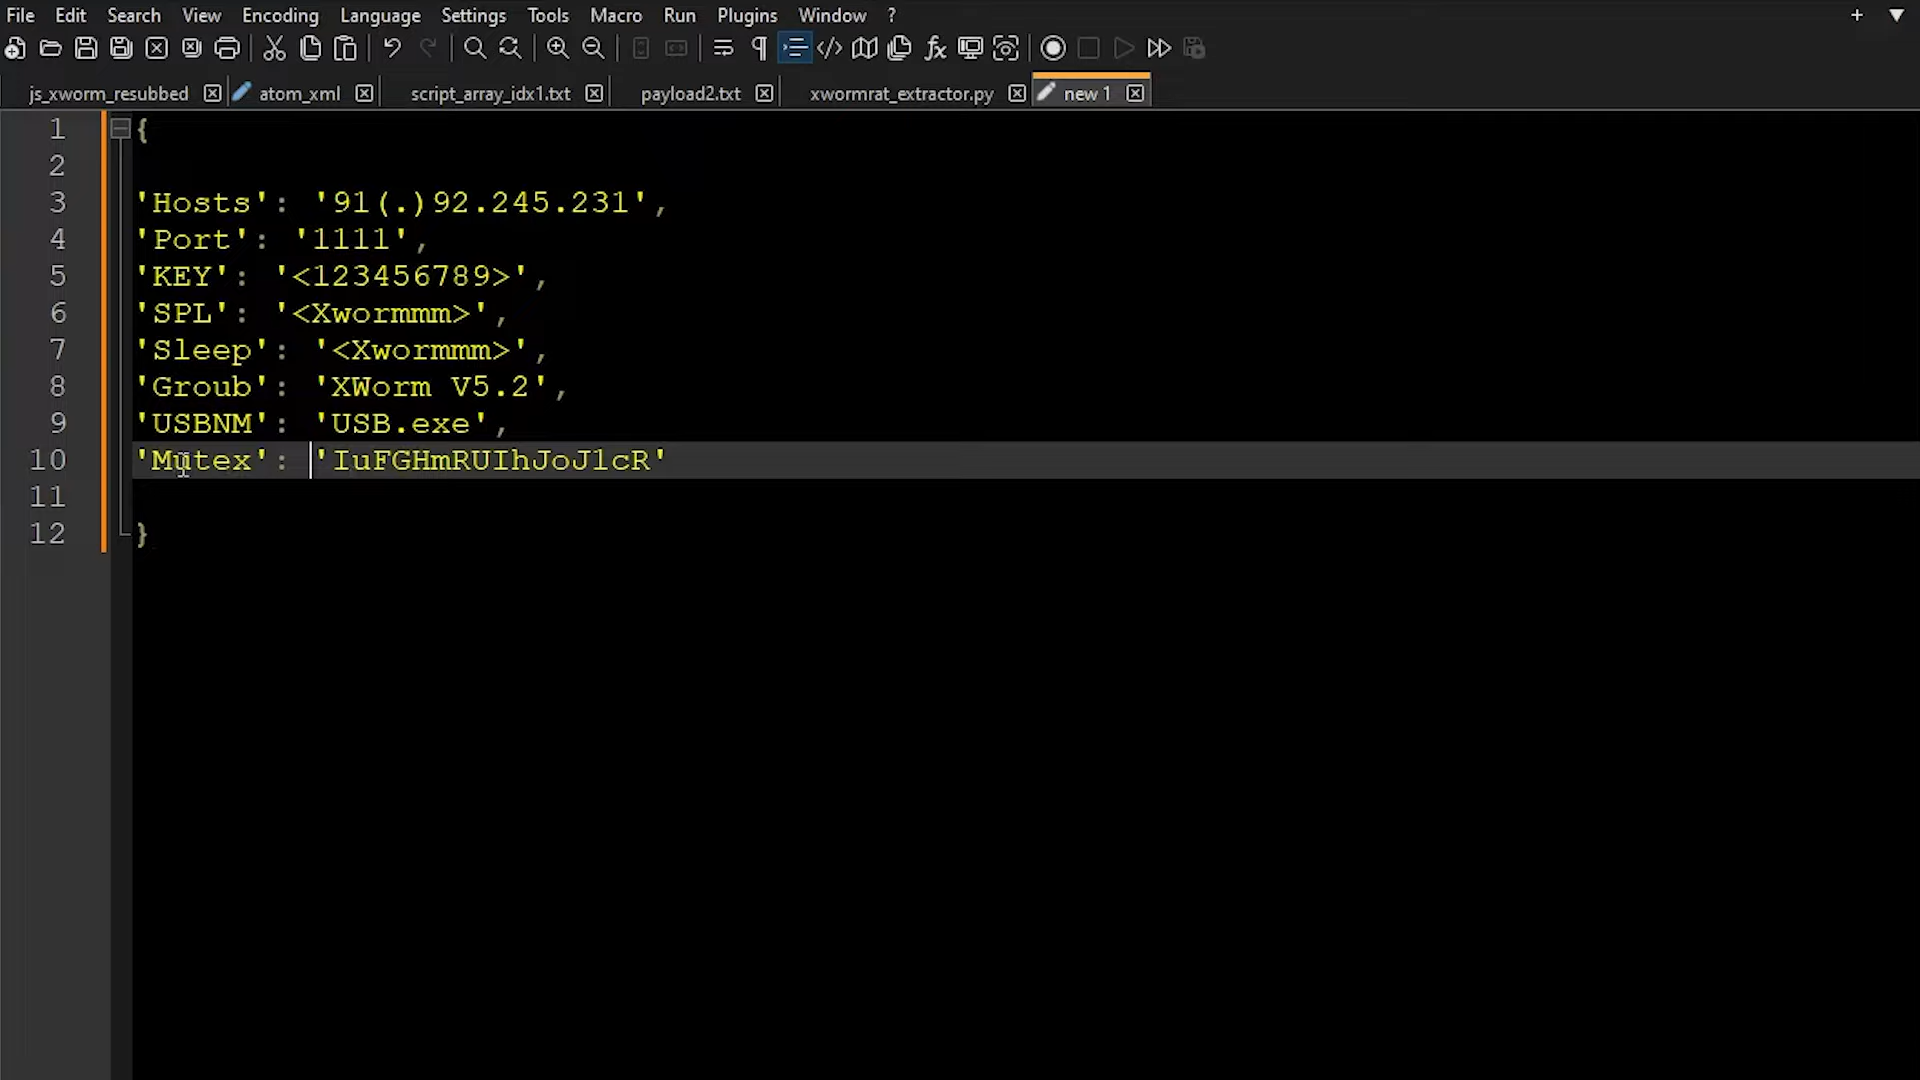 File Edit Search View Encoding Language Settings Tools Macro Run Plugins Window ?
js_xworm_resubbed atom_xml script_array_idx1.txt payload2.txt xwormrat_extractor.py new 1
1 {
2
3 'Hosts': '91(.)92.245.231',
4 'Port': '1111',
5 'KEY': '<123456789>',
6 'SPL': '<Xwormmm>',
7 'Sleep': '<Xwormmm>',
8 'Groub': 'XWorm V5.2',
9 'USBNM': 'USB.exe',
10 'Mutex': 'IuFGHmRUIhJoJlcR'
11
12 }